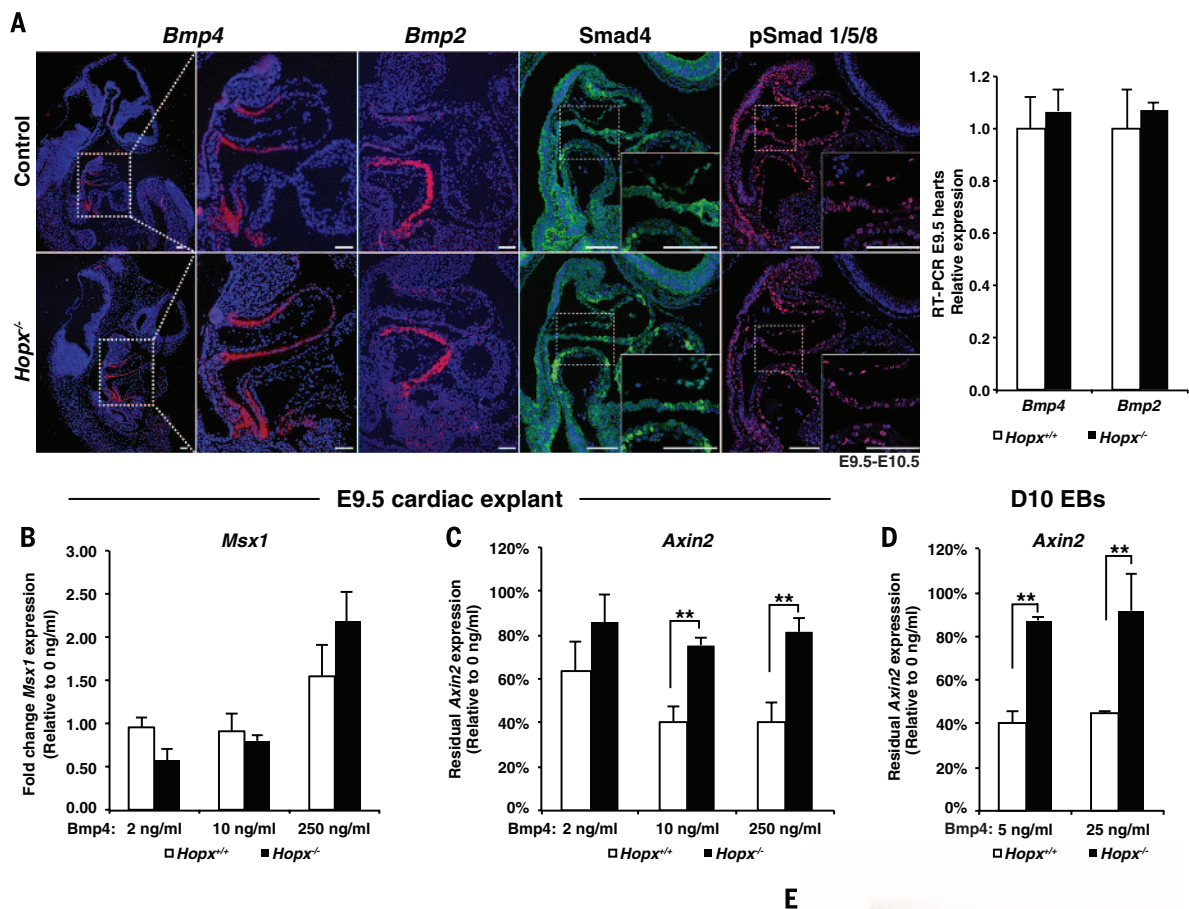 A
Bmp4 Bmp2 Smad4 pSmad 1/5/8
Control
Hopx-/-
E9.5-E10.5
RT-PCR E9.5 hearts
Relative expression
1.2
1.0
0.8
0.6
0.4
0.2
0.0
Bmp4 Bmp2
Hopx+/+ Hopx-/-
E9.5 cardiac explant
D10 EBs
B
Msx1
Fold change Msx1 expression
(Relative to 0 ng/ml)
3.00
2.50
2.00
1.50
1.00
0.50
0.00
Bmp4: 2 ng/ml 10 ng/ml 250 ng/ml
Hopx+/+ Hopx-/-
C
Axin2
Residual Axin2 expression
(Relative to 0 ng/ml)
120%
100%
80%
60%
40%
20%
0%
** **
Bmp4: 2 ng/ml 10 ng/ml 250 ng/ml
Hopx+/+ Hopx-/-
D
Axin2
Residual Axin2 expression
(Relative to 0 ng/ml)
120%
100%
80%
60%
40%
20%
0%
** **
Bmp4: 5 ng/ml 25 ng/ml
Hopx+/+ Hopx-/-
E